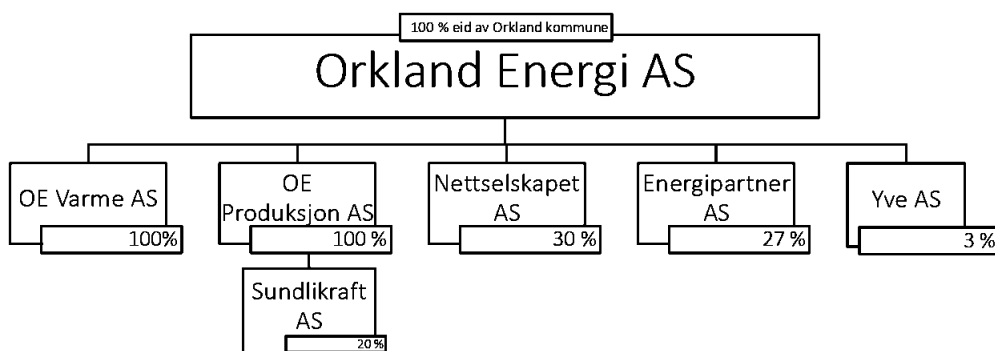 100 % eid av Orkland kommune
Orkland Energi AS
OE Varme AS
100%
OE
Produksjon AS
100 %
Nettselskapet
AS
30 %
Energipartner
AS
27 %
Yve AS
3 %
Sundlikraft
AS
20 %